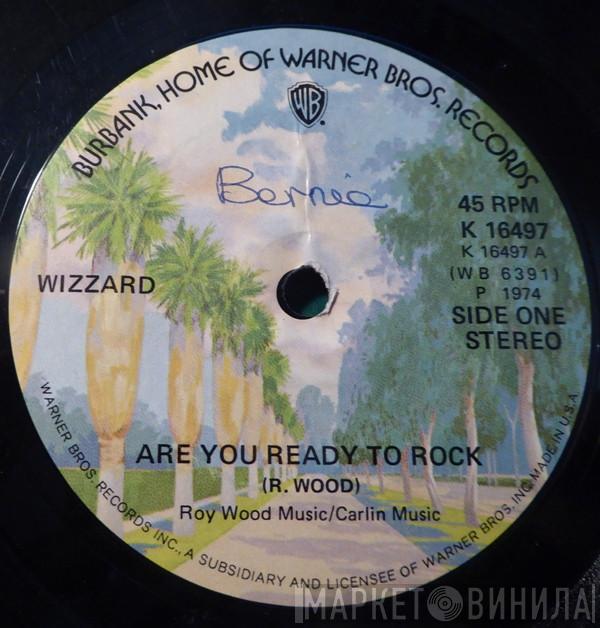 BURBANK, HOME OF WARNER BROS. RECORDS
WB
Bernie
45 RPM
K 16497
K 16497 A
(WB 6391)
P 1974
SIDE ONE
STEREO
WIZZARD
ARE YOU READY TO ROCK
(R. WOOD)
Roy Wood Music/Carlin Music
WARNER BROS. RECORDS INC., A SUBSIDIARY AND LICENSEE OF WARNER BROS. INC. MADE IN U.S.A.
МАРКЕТ ВИНИЛА